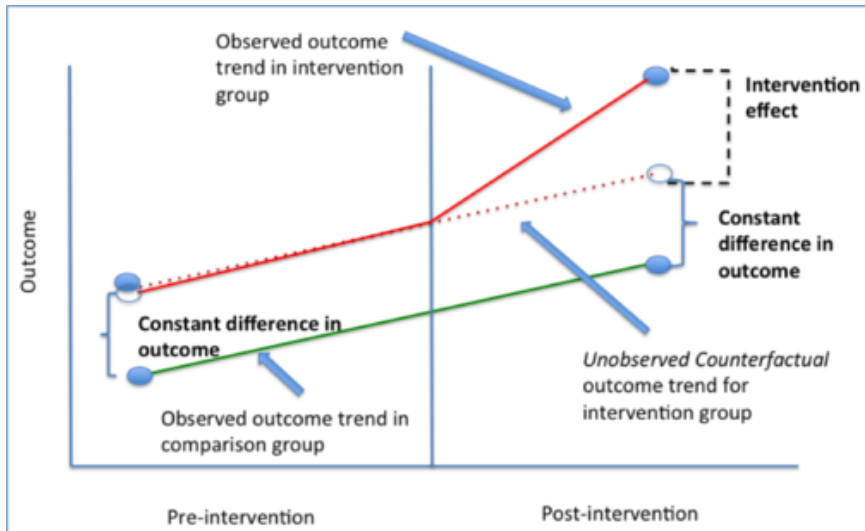 Observed outcome
trend in intervention
group
Intervention
effect
Constant
difference in
outcome
Outcome
Constant difference in
outcome
Unobserved Counterfactual
outcome trend for
intervention group
Observed outcome trend in
comparison group
Pre-intervention
Post-intervention